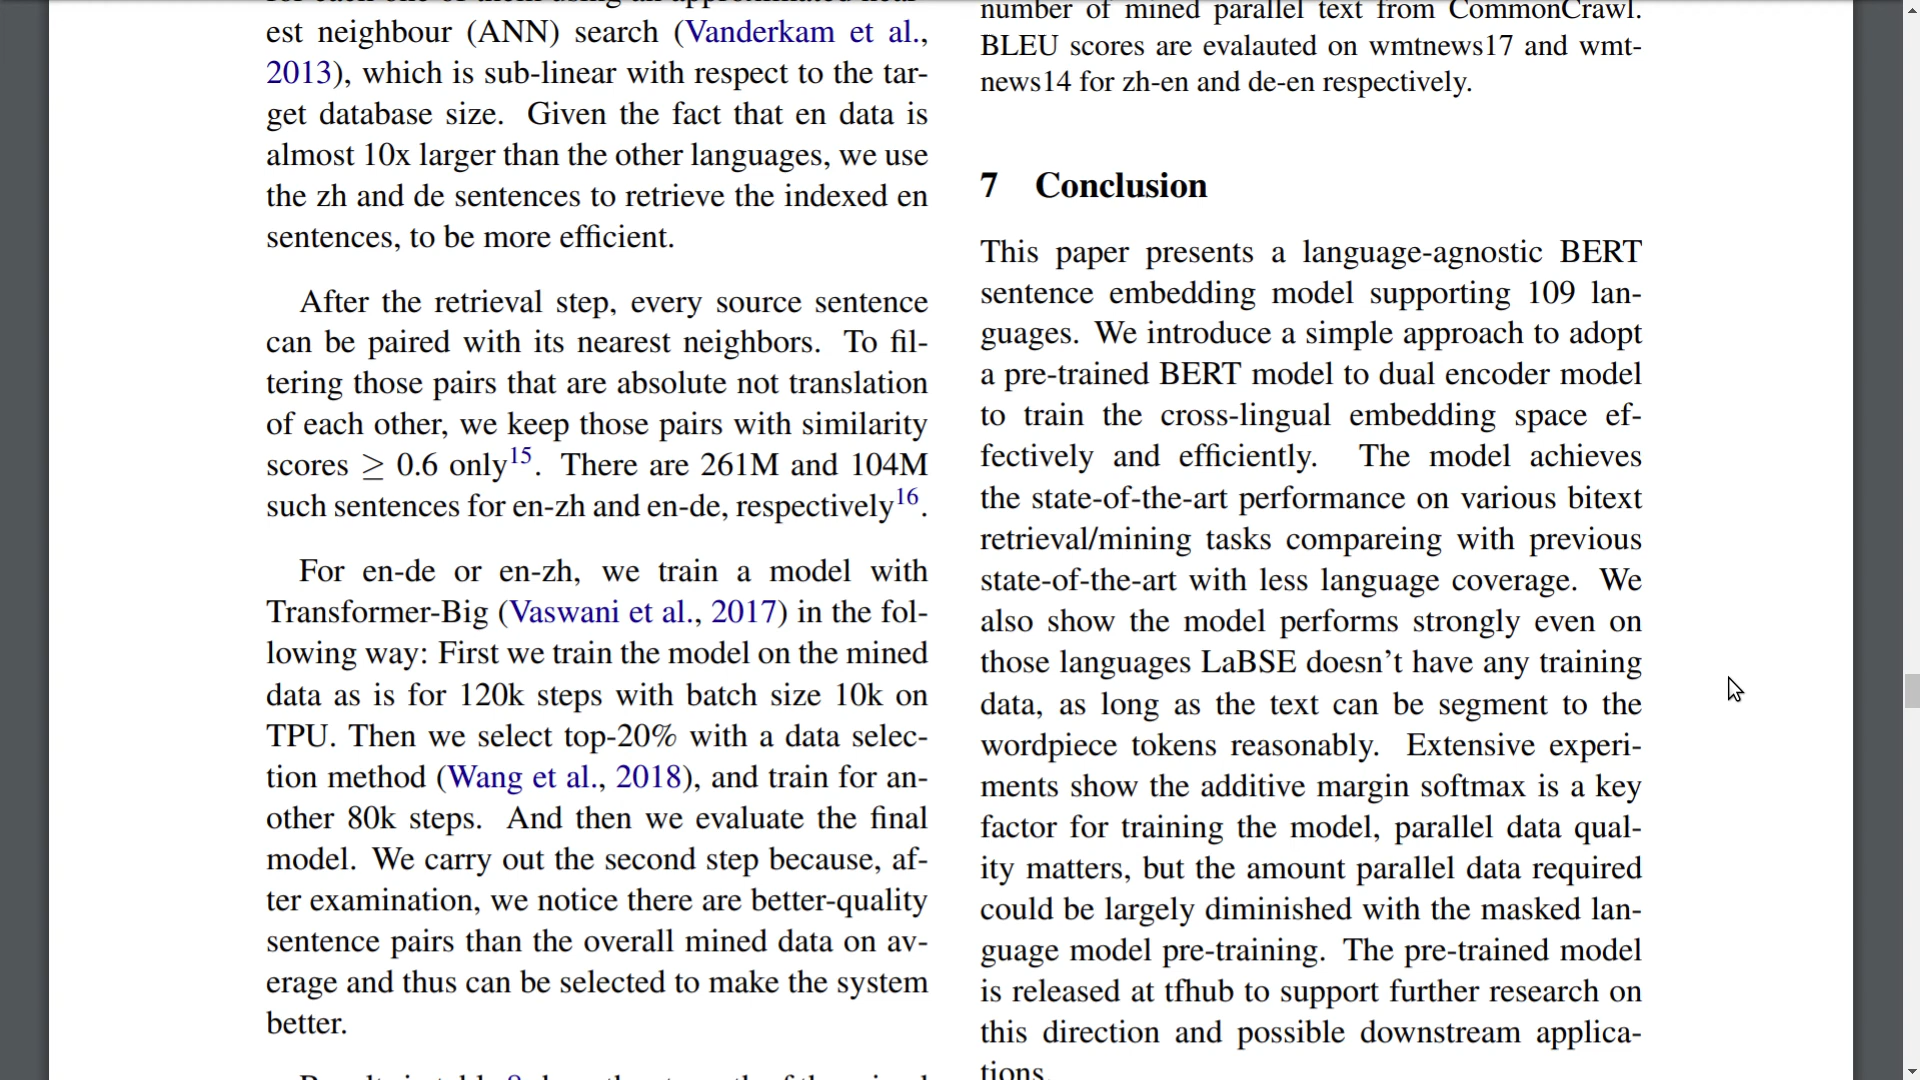 est neighbour (ANN) search (Vanderkam et al.,
2013), which is sub-linear with respect to the tar-
get database size. Given the fact that en data is
almost 10x larger than the other languages, we use
the zh and de sentences to retrieve the indexed en
sentences, to be more efficient.
After the retrieval step, every source sentence
can be paired with its nearest neighbors. To fil-
tering those pairs that are absolute not translation
of each other, we keep those pairs with similarity
scores ≥ 0.6 only15. There are 261M and 104M
such sentences for en-zh and en-de, respectively16.
For en-de or en-zh, we train a model with
Transformer-Big (Vaswani et al., 2017) in the fol-
lowing way: First we train the model on the mined
data as is for 120k steps with batch size 10k on
TPU. Then we select top-20% with a data selec-
tion method (Wang et al., 2018), and train for an-
other 80k steps. And then we evaluate the final
model. We carry out the second step because, af-
ter examination, we notice there are better-quality
sentence pairs than the overall mined data on av-
erage and thus can be selected to make the system
better.
number of mined parallel text from CommonCrawl.
BLEU scores are evalauted on wmtnews17 and wmt-
news14 for zh-en and de-en respectively.
7 Conclusion
This paper presents a language-agnostic BERT
sentence embedding model supporting 109 lan-
guages. We introduce a simple approach to adopt
a pre-trained BERT model to dual encoder model
to train the cross-lingual embedding space ef-
fectively and efficiently. The model achieves
the state-of-the-art performance on various bitext
retrieval/mining tasks compareing with previous
state-of-the-art with less language coverage. We
also show the model performs strongly even on
those languages LaBSE doesn't have any training
data, as long as the text can be segment to the
wordpiece tokens reasonably. Extensive experi-
ments show the additive margin softmax is a key
factor for training the model, parallel data qual-
ity matters, but the amount parallel data required
could be largely diminished with the masked lan-
guage model pre-training. The pre-trained model
is released at tfhub to support further research on
this direction and possible downstream applica-
tions.